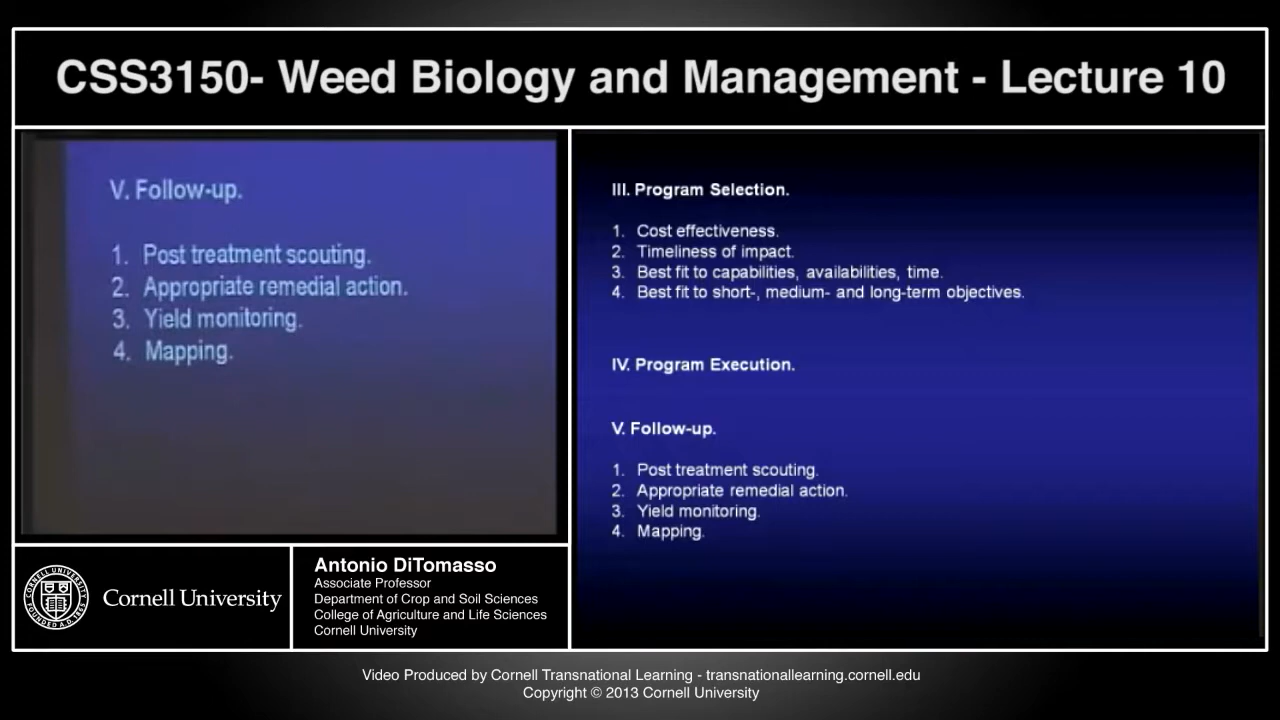 CSS3150- Weed Biology and Management - Lecture 10
V. Follow-up.
1. Post treatment scouting.
2. Appropriate remedial action.
3. Yield monitoring.
4. Mapping.
III. Program Selection.
1. Cost effectiveness.
2. Timeliness of impact.
3. Best fit to capabilities, availabilities, time.
4. Best fit to short-, medium- and long-term objectives.
IV. Program Execution.
V. Follow-up.
1. Post treatment scouting.
2. Appropriate remedial action.
3. Yield monitoring.
4. Mapping.
CORNELL UNIVERSITY
FOUNDED A.D. 1865
Cornell University
Antonio DiTomasso
Associate Professor
Department of Crop and Soil Sciences
College of Agriculture and Life Sciences
Cornell University
Video Produced by Cornell Transnational Learning - transnationallearning.cornell.edu
Copyright © 2013 Cornell University